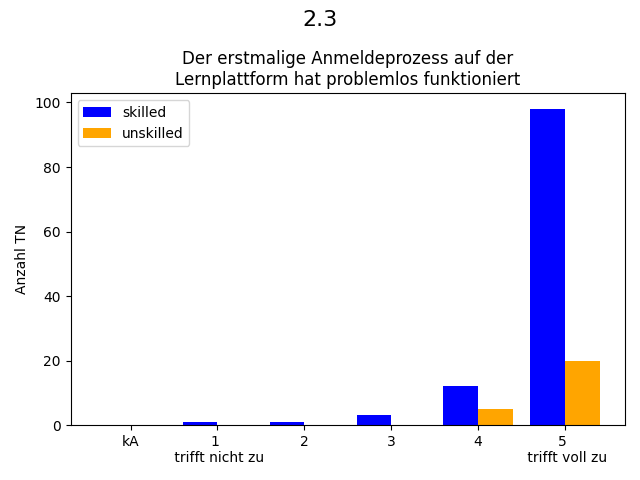 2.3
Der erstmalige Anmeldeprozess auf der
Lernplattform hat problemlos funktioniert
skilled
unskilled
Anzahl TN
100
80
60
40
20
0
kA 1 2 3 4 5
trifft nicht zu trifft voll zu